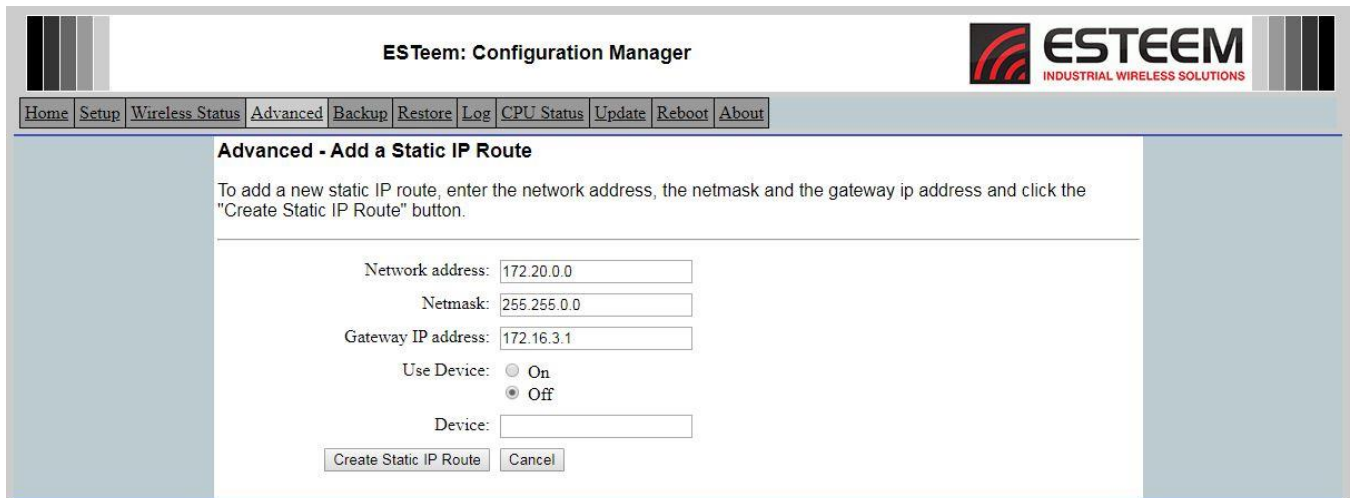 ESTeem: Configuration Manager
ESTEEM
INDUSTRIAL WIRELESS SOLUTIONS
Home Setup Wireless Status Advanced Backup Restore Log CPU Status Update Reboot About
Advanced - Add a Static IP Route
To add a new static IP route, enter the network address, the netmask and the gateway ip address and click the
"Create Static IP Route" button.
Network address: 172.20.0.0
Netmask: 255.255.0.0
Gateway IP address: 172.16.3.1
Use Device: On
Off
Device:
Create Static IP Route Cancel